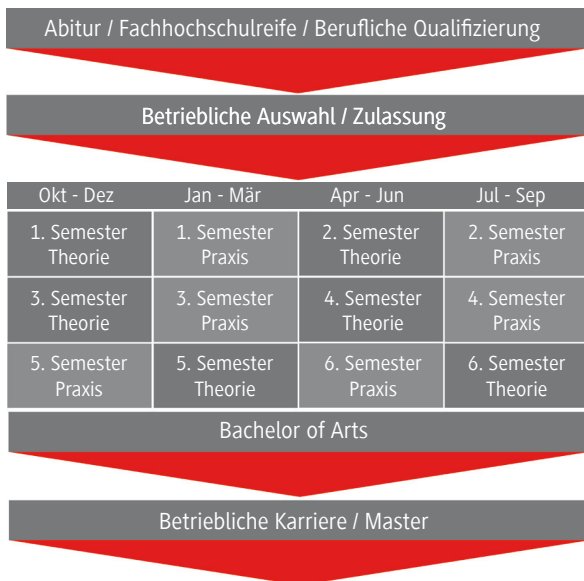 Abitur / Fachhochschulreife / Berufliche Qualifizierung
Betriebliche Auswahl / Zulassung
Okt - Dez Jan - Mär Apr - Jun Jul - Sep
1. Semester 1. Semester 2. Semester 2. Semester
Theorie Praxis Theorie Praxis
3. Semester 3. Semester 4. Semester 4. Semester
Theorie Praxis Theorie Praxis
5. Semester 5. Semester 6. Semester 6. Semester
Praxis Theorie Praxis Theorie
Bachelor of Arts
Betriebliche Karriere / Master